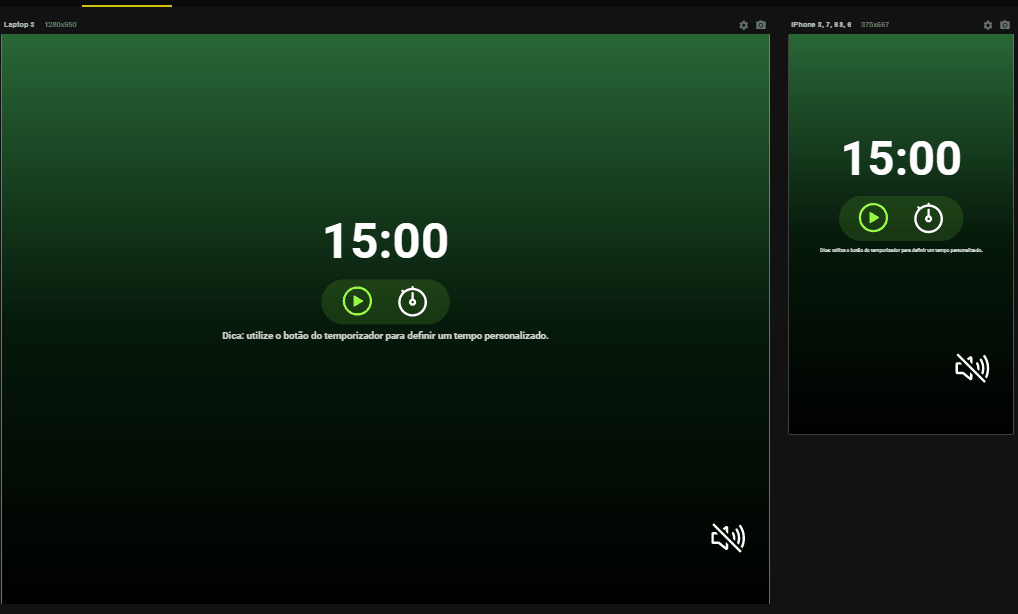 Laptop 3 1280x950
15:00
Dica: utilize o botão do temporizador para definir um tempo personalizado.
iPhone 8, 7, 6S, 6 375x667
15:00
Dica: utilize o botão do temporizador para definir um tempo personalizado.